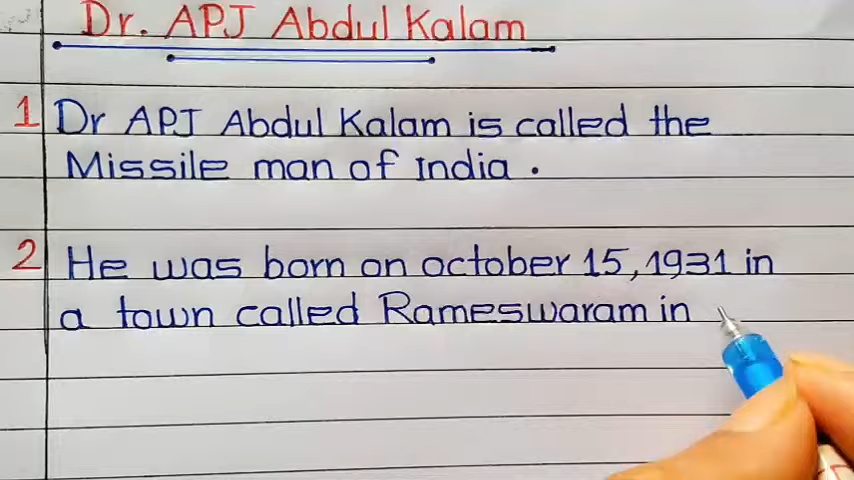 Dr. APJ Abdul Kalam
1 Dr APJ Abdul Kalam is called the
Missile man of India.
2 He was born on october 15, 1931 in
a town called Rameswaram in